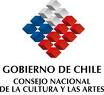 GOBIERNO DE CHILE
CONSEJO NACIONAL
DE LA CULTURA Y LAS ARTES